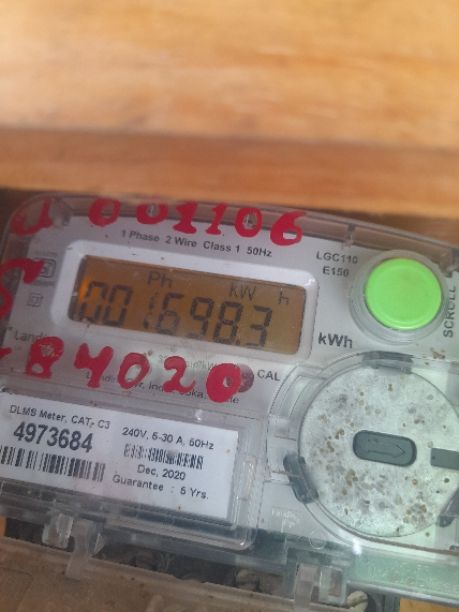 001106
1 Phase 2 Wire Class 1 50Hz
LGC110
E150
Ph kW h
001698.3
kWh
SCROLL
CAL
84020
DLMS Meter, CAT- C3
4973684
240V, 5-30 A, 50Hz
Dec, 2020
Guarantee : 5 Yrs.